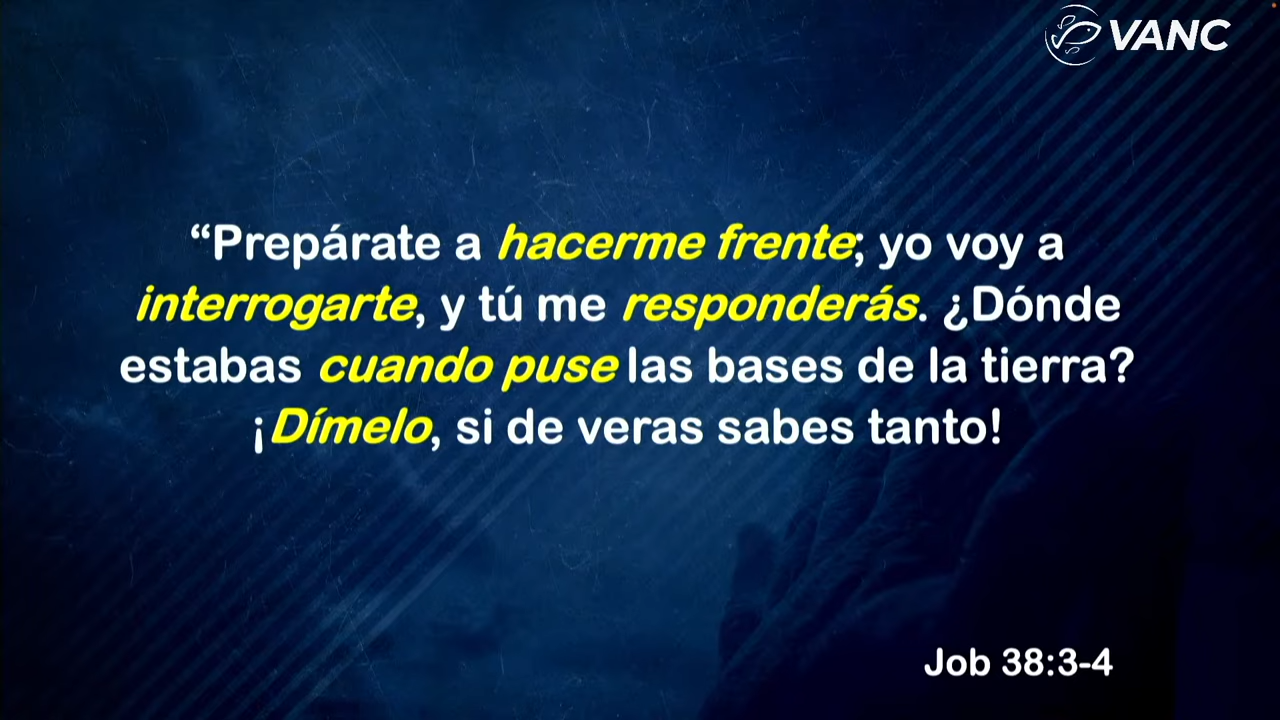 VANC
“Prepárate a hacerme frente; yo voy a
interrogarte, y tú me responderás. ¿Dónde
estabas cuando puse las bases de la tierra?
¡Dímelo, si de veras sabes tanto!
Job 38:3-4